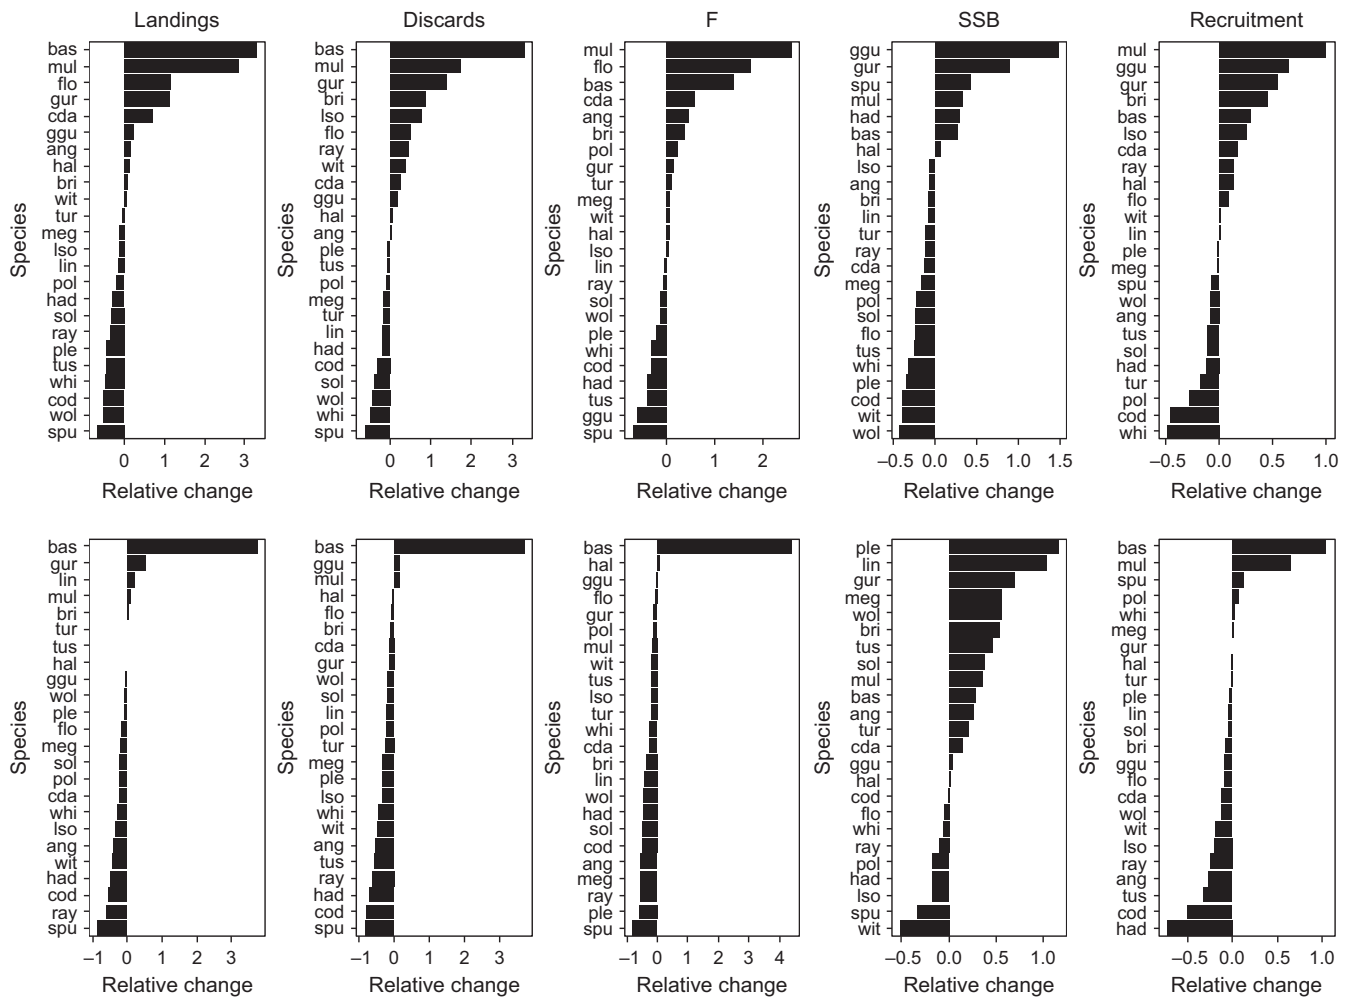 Landings Discards F SSB Recruitment
bas bas mul ggu mul
mul mul flo gur ggu
flo gur bas spu gur
gur bri cda mul bri
cda lso ang had bas
ggu flo bri bas lso
ang ray pol hal cda
hal wit gur lso ray
bri cda tur ang hal
wit ggu meg bri flo
tur hal wit lin wit
meg ang hal tur lin
lso ple lso ray ple
lin tus lin cda meg
pol pol ray meg spu
had meg sol pol wol
sol tur wol sol ang
ray lin ple flo tus
ple had whi tus sol
tus cod cod whi had
whi sol had ple tur
cod wol tus cod pol
wol whi ggu wit cod
spu spu spu wol whi
Species Species Species Species Species
0 1 2 3 0 1 2 3 0 1 2 –0.5 0.0 0.5 1.0 1.5 –0.5 0.0 0.5 1.0
Relative change Relative change Relative change Relative change Relative change
bas bas bas ple bas
gur ggu hal lin mul
lin mul ggu gur spu
mul hal flo meg pol
bri flo gur wol whi
tur bri pol bri meg
tus cda mul tus gur
hal gur wit sol hal
ggu wol tus mul tur
wol sol lso bas ple
ple lin tur ang lin
flo pol whi tur sol
meg tur cda cda bri
sol meg bri ggu ggu
pol ple lin hal flo
cda lso wol cod cda
whi whi had flo wol
lso wit sol whi wit
ang ang cod ray lso
wit tus ang pol ray
had ray meg had ang
cod had ray lso tus
ray cod ple spu cod
spu spu spu wit had
Species Species Species Species Species
–1 0 1 2 3 –1 0 1 2 3 –1 0 1 2 3 4 –0.5 0.0 0.5 1.0 –0.5 0.0 0.5 1.0
Relative change Relative change Relative change Relative change Relative change